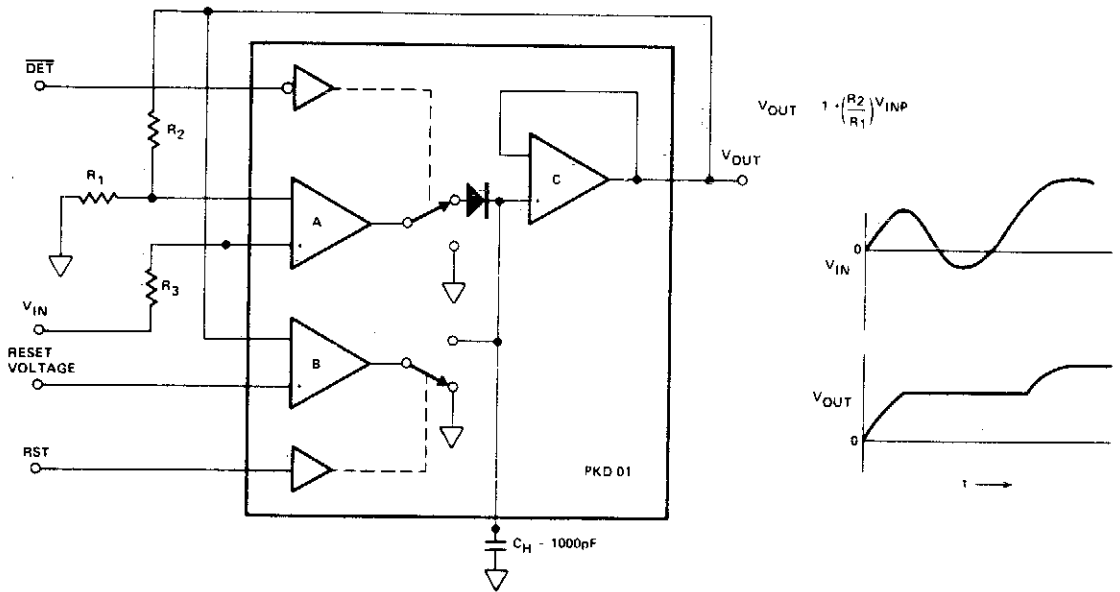 DET
R2
R1
R3
VIN
RESET
VOLTAGE
RST
A
B
C
PKD 01
CH - 1000pF
VOUT
VOUT 1 + (R2/R1) VINP
0
VIN
VOUT
0